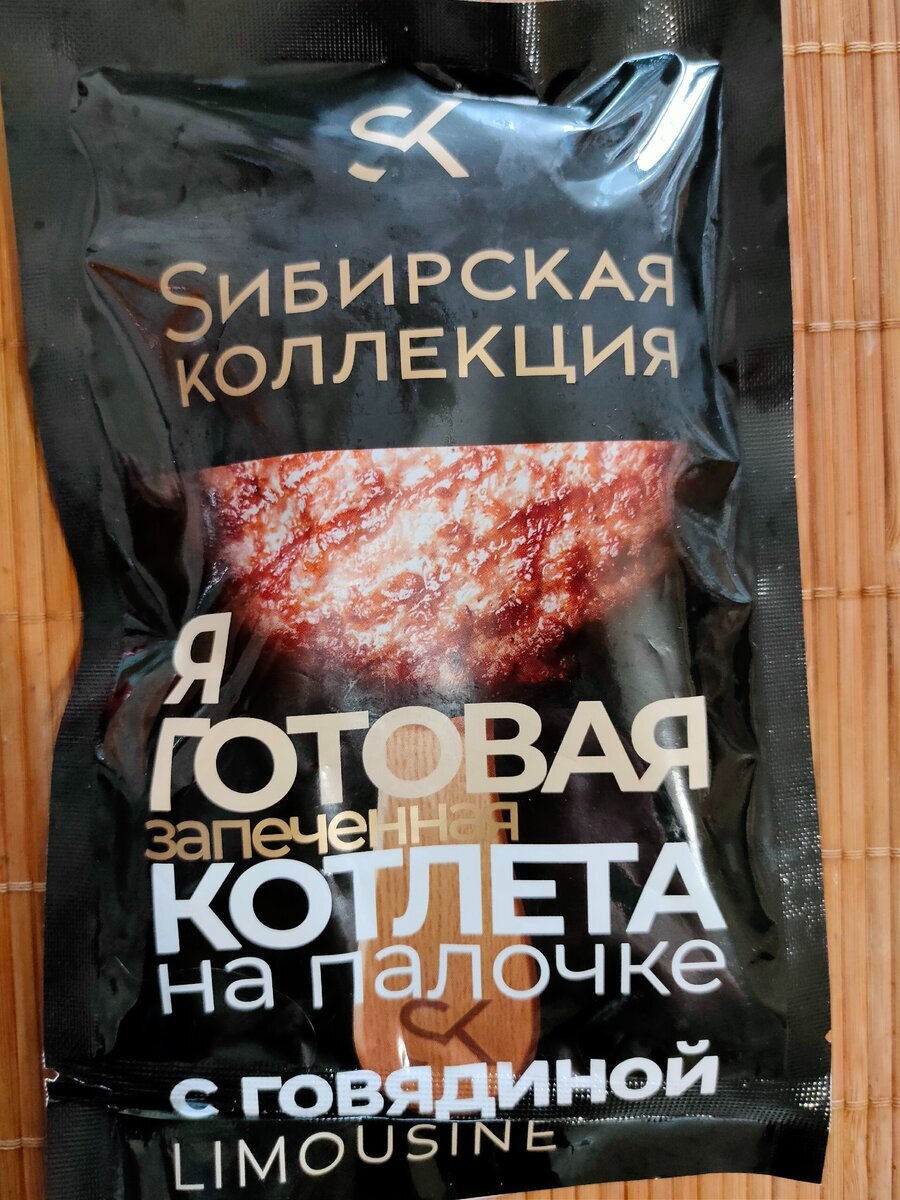 SK
SИБИРСКАЯ
КОЛЛЕКЦИЯ
Я
ГОТОВАЯ
запеченная
КОТЛЕТА
на палочке
SK
с говядиной
LIMOUSINE